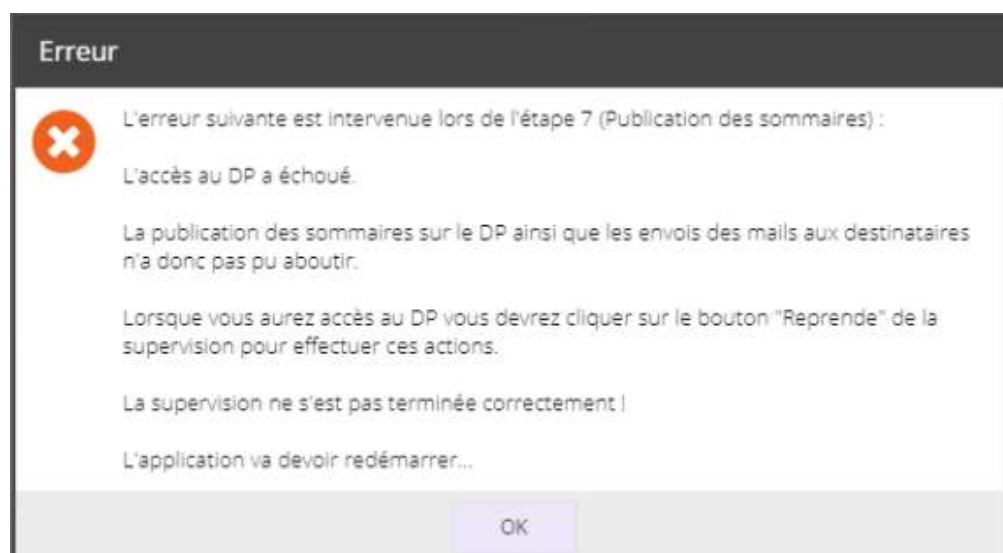 Erreur
L'erreur suivante est intervenue lors de l'étape 7 (Publication des sommaires) :
L'accès au DP a échoué.
La publication des sommaires sur le DP ainsi que les envois des mails aux destinataires
n'a donc pas pu aboutir.
Lorsque vous aurez accès au DP vous devrez cliquer sur le bouton "Reprende" de la
supervision pour effectuer ces actions.
La supervision ne s'est pas terminée correctement !
L'application va devoir redémarrer...
OK